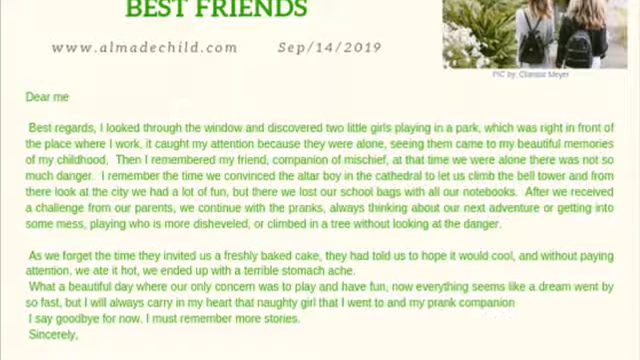 BEST FRIENDS
www.almadechild.com Sep/14/2019
PIC by: Meyer
Dear me
Best regards, I looked through the window and discovered two little girls playing in a park, which was right in front of
the place where I work, it caught my attention because they were alone, seeing them came to my beautiful memories
of my childhood, Then I remembered my friend, companion of mischief, at that time we were alone there was not so
much danger. I remember the time we convinced the altar boy in the cathedral to let us climb the bell tower and from
there look at the city we had a lot of fun, but there we lost our school bags with all our notebooks. After we received
a challenge from our parents, we continue with the pranks, always thinking about our next adventure or getting into
some mess, playing who is more disheveled, or climbed in a tree without looking at the danger.
As we forget the time they invited us a freshly baked cake, they had told us to hope it would cool, and without paying
attention, we ate it hot, we ended up with a terrible stomach ache.
What a beautiful day where our only concern was to play and have fun, now everything seems like a dream went by
so fast, but I will always carry in my heart that naughty girl that I went to and my prank companion
I say goodbye for now, I must remember more stories.
Sincerely,